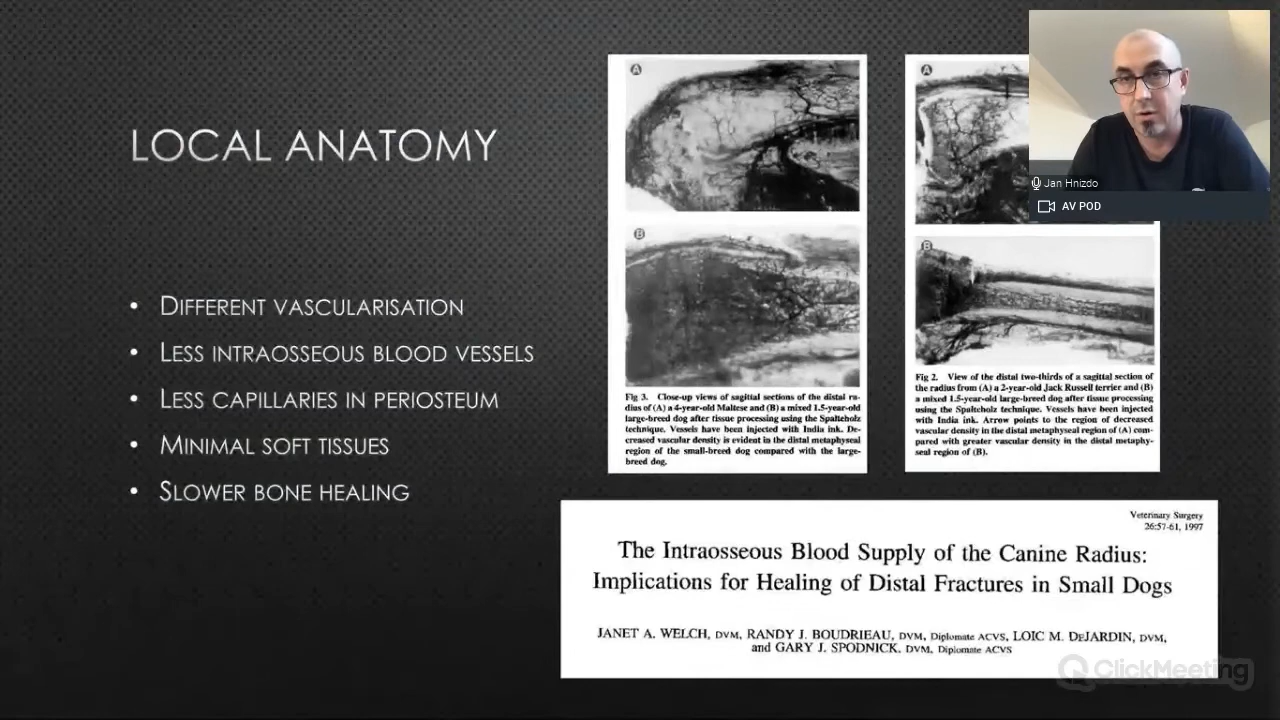 LOCAL ANATOMY
• DIFFERENT VASCULARISATION
• LESS INTRAOSSEOUS BLOOD VESSELS
• LESS CAPILLARIES IN PERIOSTEUM
• MINIMAL SOFT TISSUES
• SLOWER BONE HEALING
A
B
Fig 3. Close-up views of sagittal sections of the distal ra-
dius of (A) a 4-year-old Maltese and (B) a mixed 1.5-year-old
large-breed dog after tissue processing using the Spalteholz
technique. Vessels have been injected with India ink. De-
creased vascular density is evident in the distal metaphyseal
region of the small-breed dog compared with the large-
breed dog.
A
B
Fig 2. View of the distal two-thirds of a sagittal section of
the radius from (A) a 2-year-old Jack Russell terrier and (B)
a mixed 1.5-year-old large-breed dog after tissue processing
using the Spalteholz technique. Vessels have been injected
with India ink. Arrow points to the region of decreased
vascular density in the distal metaphyseal region of (A) com-
pared with greater vascular density in the distal metaphy-
seal region of (B).
Jan Hnizdo
AV POD
Veterinary Surgery
26:57-61, 1997
The Intraosseous Blood Supply of the Canine Radius:
Implications for Healing of Distal Fractures in Small Dogs
JANET A. WELCH, DVM, RANDY J. BOUDRIEAU, DVM, Diplomate ACVS, LOIC M. DEJARDIN, DVM,
and GARY J. SPODNICK, DVM, Diplomate ACVS
ClickMeeting